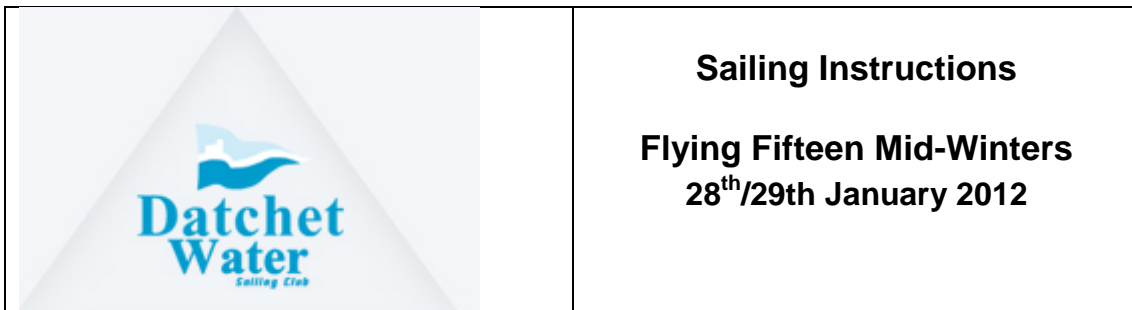 Datchet
Water
Sailing Club
Sailing Instructions
Flying Fifteen Mid-Winters
28th/29th January 2012